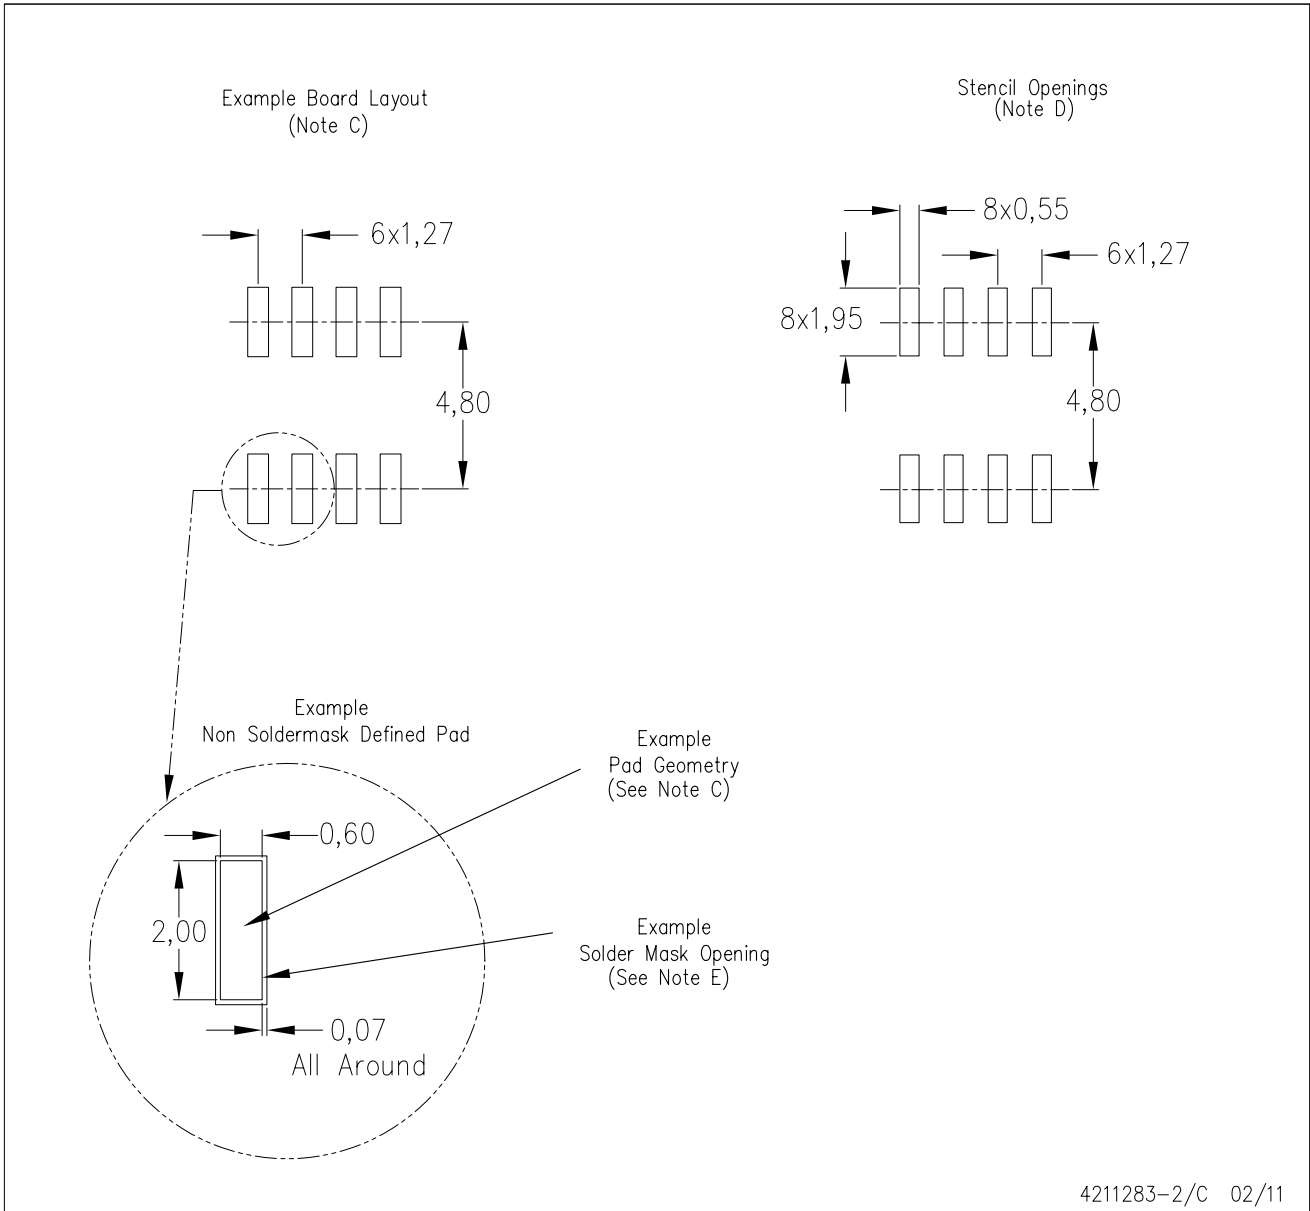 Example Board Layout
(Note C)
6x1,27
4,80
Stencil Openings
(Note D)
8x0,55
6x1,27
8x1,95
4,80
Example
Non Soldermask Defined Pad
0,60
2,00
0,07
All Around
Example
Pad Geometry
(See Note C)
Example
Solder Mask Opening
(See Note E)
4211283-2/C 02/11